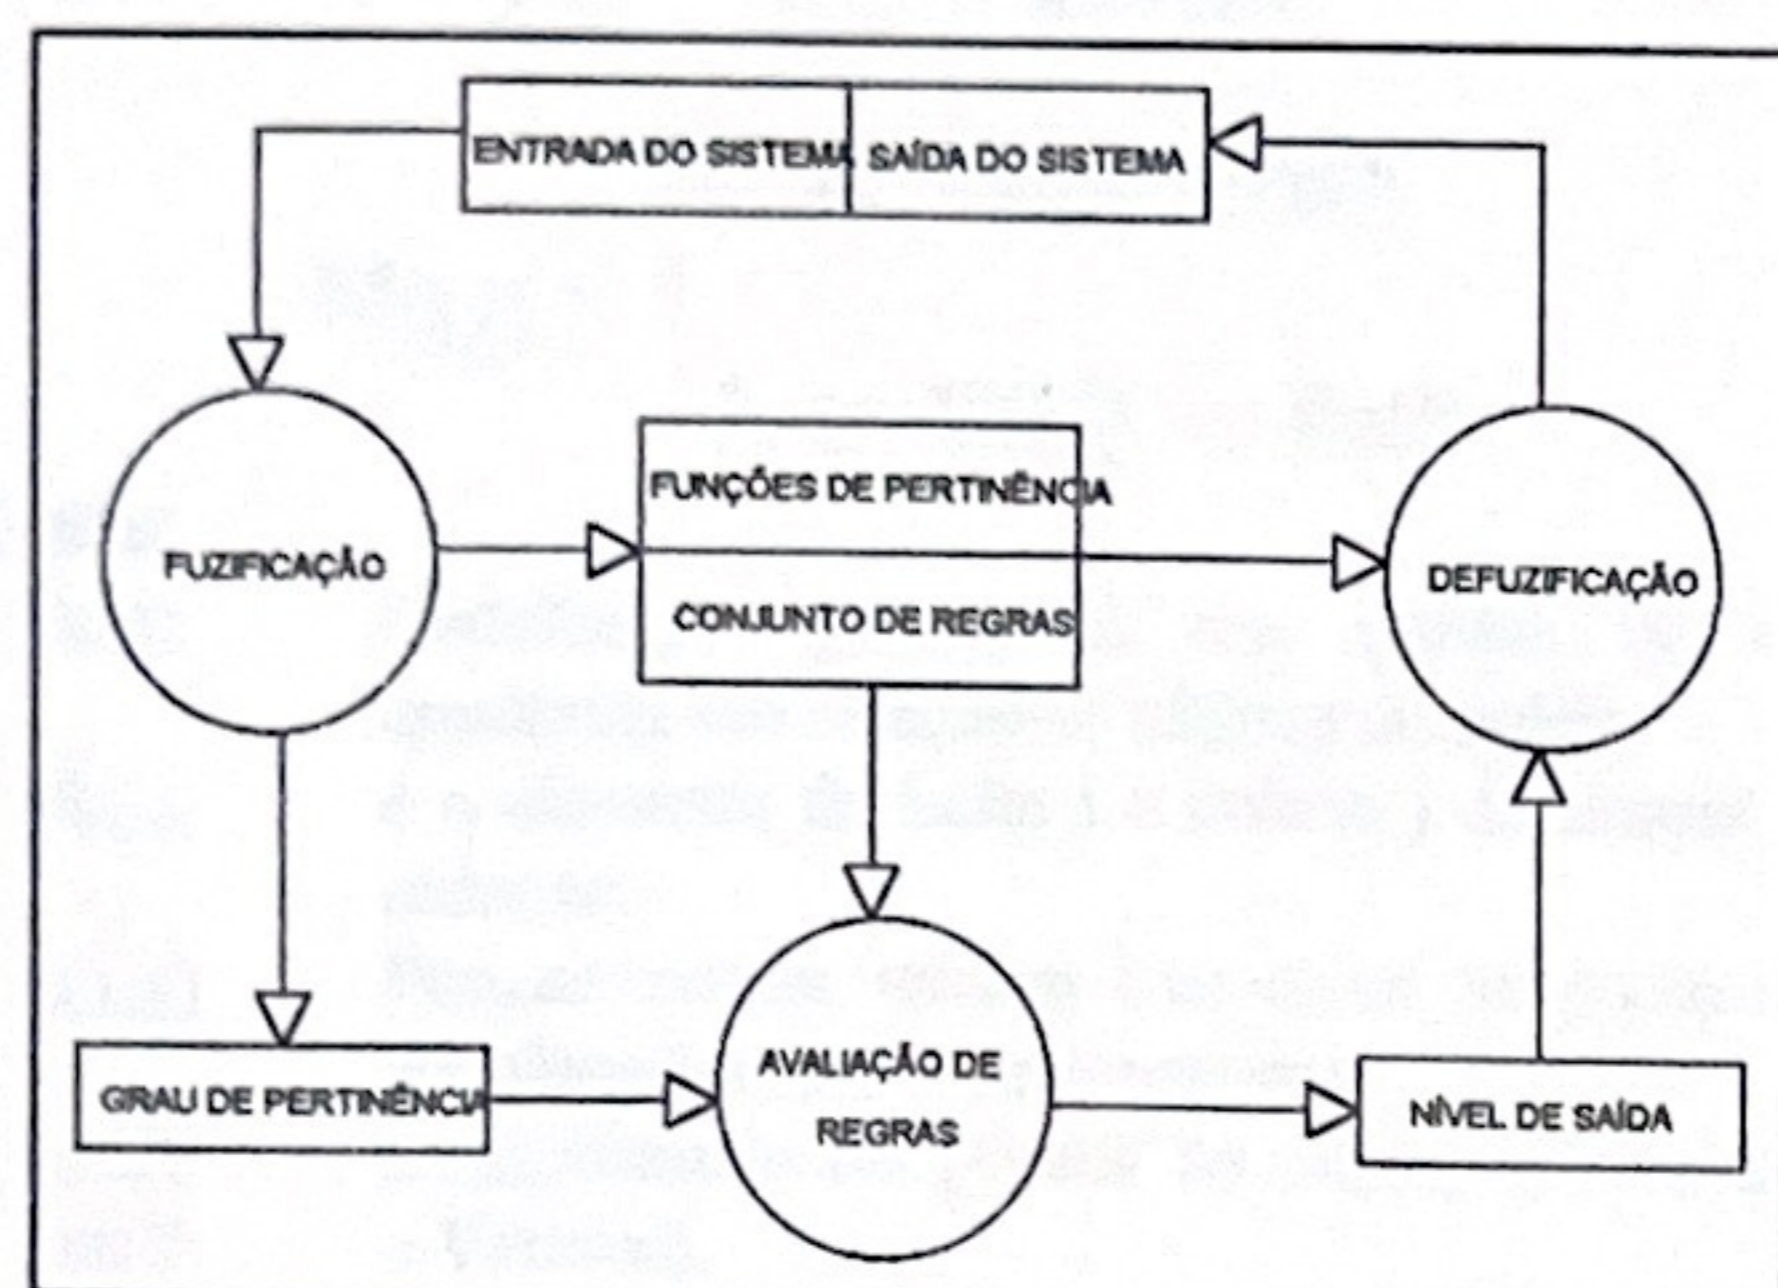 ENTRADA DO SISTEMA
SAÍDA DO SISTEMA
FUNÇÕES DE PERTINÊNCIA
FUZIFICAÇÃO
DEFUZIFICAÇÃO
CONJUNTO DE REGRAS
GRAU DE PERTINÊNCIA
AVALIAÇÃO DE
REGRAS
NÍVEL DE SAÍDA